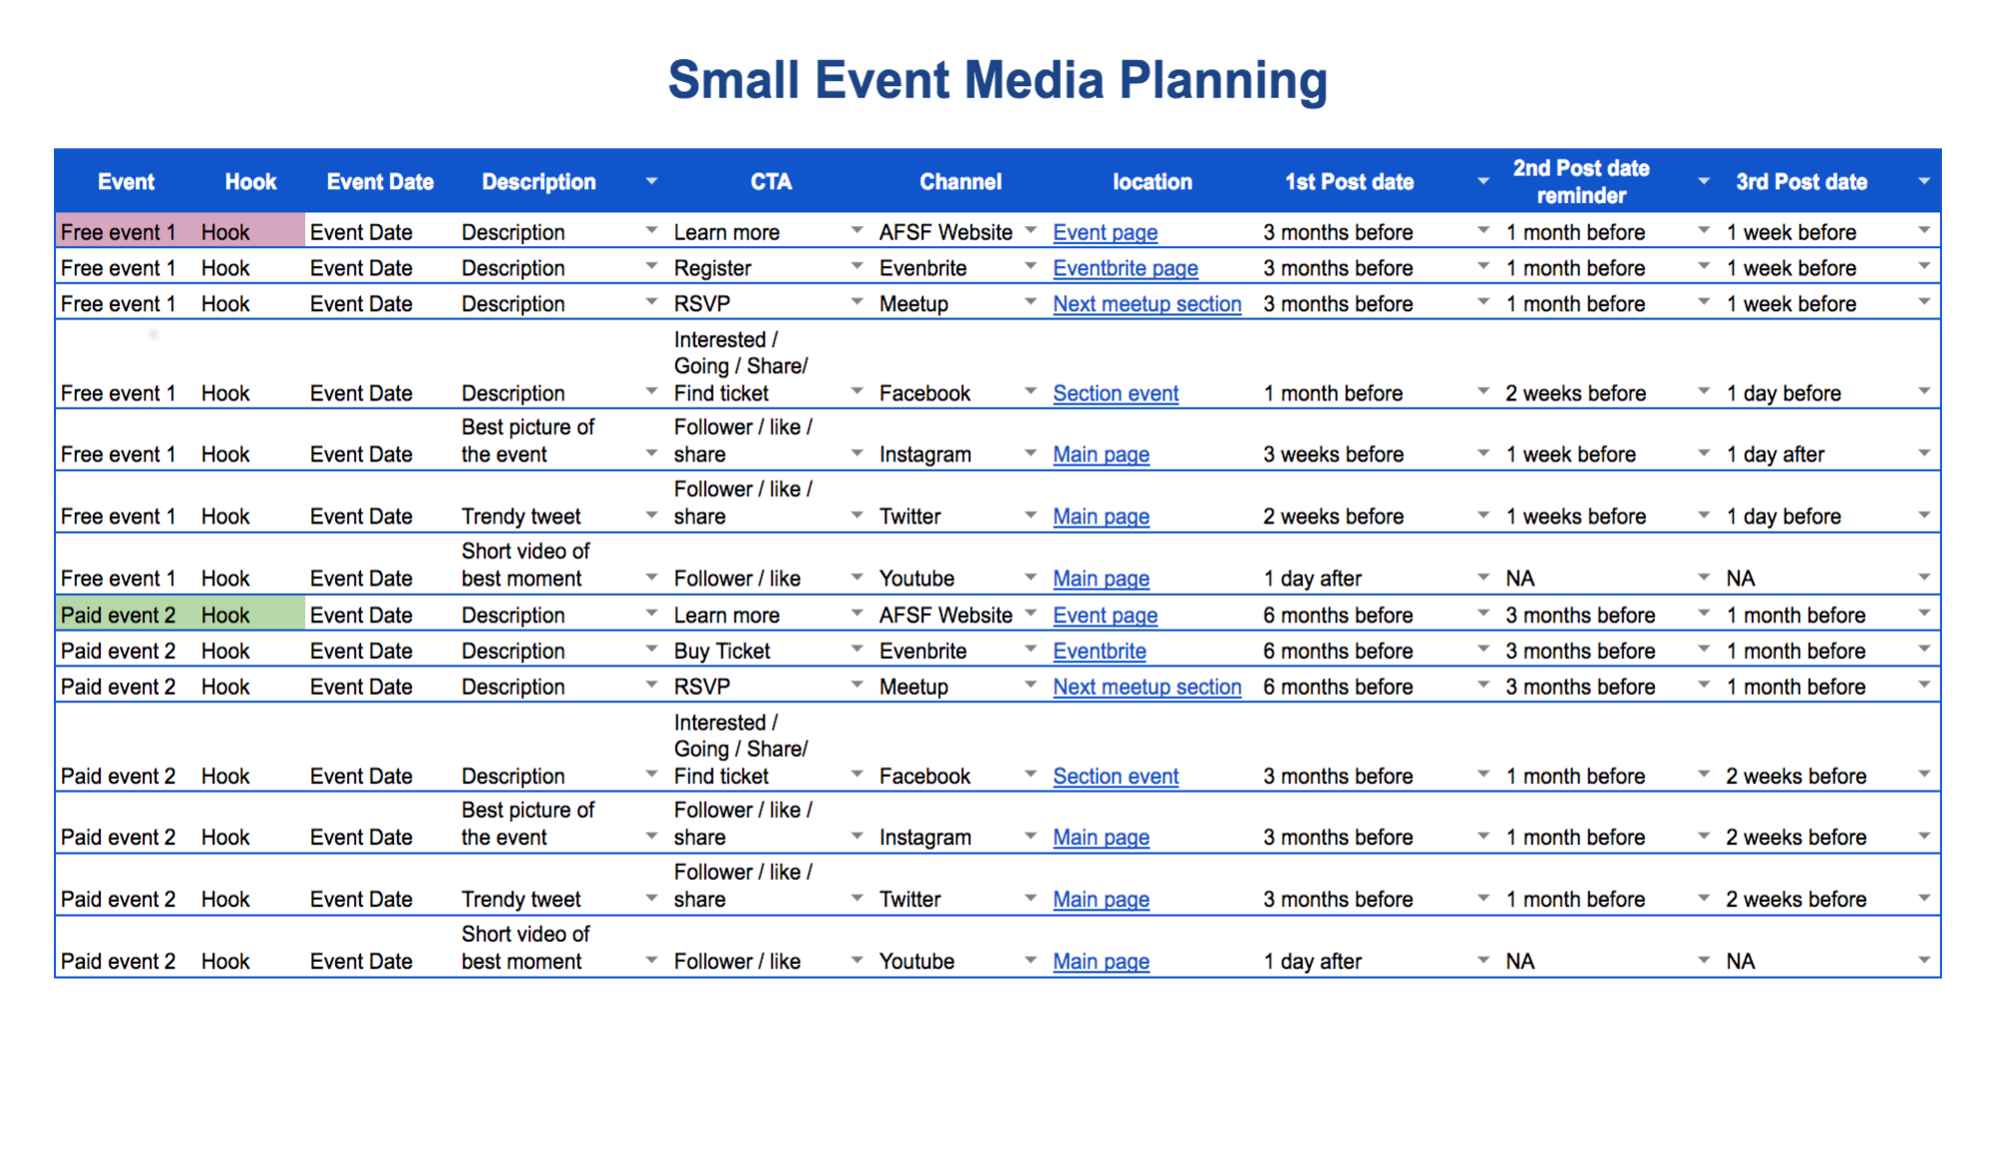 Small Event Media Planning
Event Hook Event Date Description CTA Channel location 1st Post date 2nd Post date reminder 3rd Post date
Free event 1 Hook Event Date Description Learn more AFSF Website Event page 3 months before 1 month before 1 week before
Free event 1 Hook Event Date Description Register Evenbrite Eventbrite page 3 months before 1 month before 1 week before
Free event 1 Hook Event Date Description RSVP Meetup Next meetup section 3 months before 1 month before 1 week before
Free event 1 Hook Event Date Description Interested / Going / Share/ Find ticket Facebook Section event 1 month before 2 weeks before 1 day before
Free event 1 Hook Event Date Best picture of the event Follower / like / share Instagram Main page 3 weeks before 1 week before 1 day after
Free event 1 Hook Event Date Trendy tweet Follower / like / share Twitter Main page 2 weeks before 1 weeks before 1 day before
Free event 1 Hook Event Date Short video of best moment Follower / like Youtube Main page 1 day after NA NA
Paid event 2 Hook Event Date Description Learn more AFSF Website Event page 6 months before 3 months before 1 month before
Paid event 2 Hook Event Date Description Buy Ticket Evenbrite Eventbrite 6 months before 3 months before 1 month before
Paid event 2 Hook Event Date Description RSVP Meetup Next meetup section 6 months before 3 months before 1 month before
Paid event 2 Hook Event Date Description Interested / Going / Share/ Find ticket Facebook Section event 3 months before 1 month before 2 weeks before
Paid event 2 Hook Event Date Best picture of the event Follower / like / share Instagram Main page 3 months before 1 month before 2 weeks before
Paid event 2 Hook Event Date Trendy tweet Follower / like / share Twitter Main page 3 months before 1 month before 2 weeks before
Paid event 2 Hook Event Date Short video of best moment Follower / like Youtube Main page 1 day after NA NA